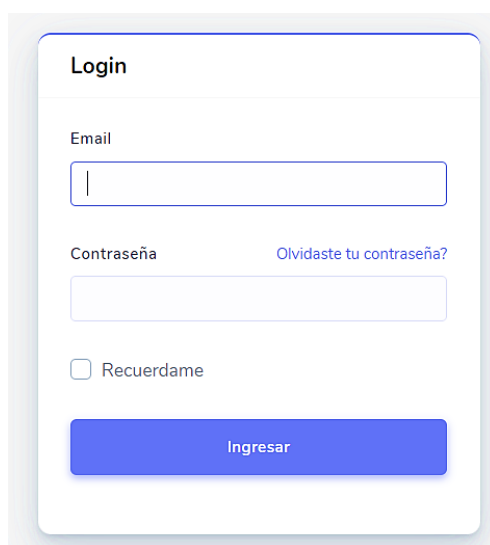 Login
Email
Contraseña Olvidaste tu contraseña?
Recuerdame
Ingresar